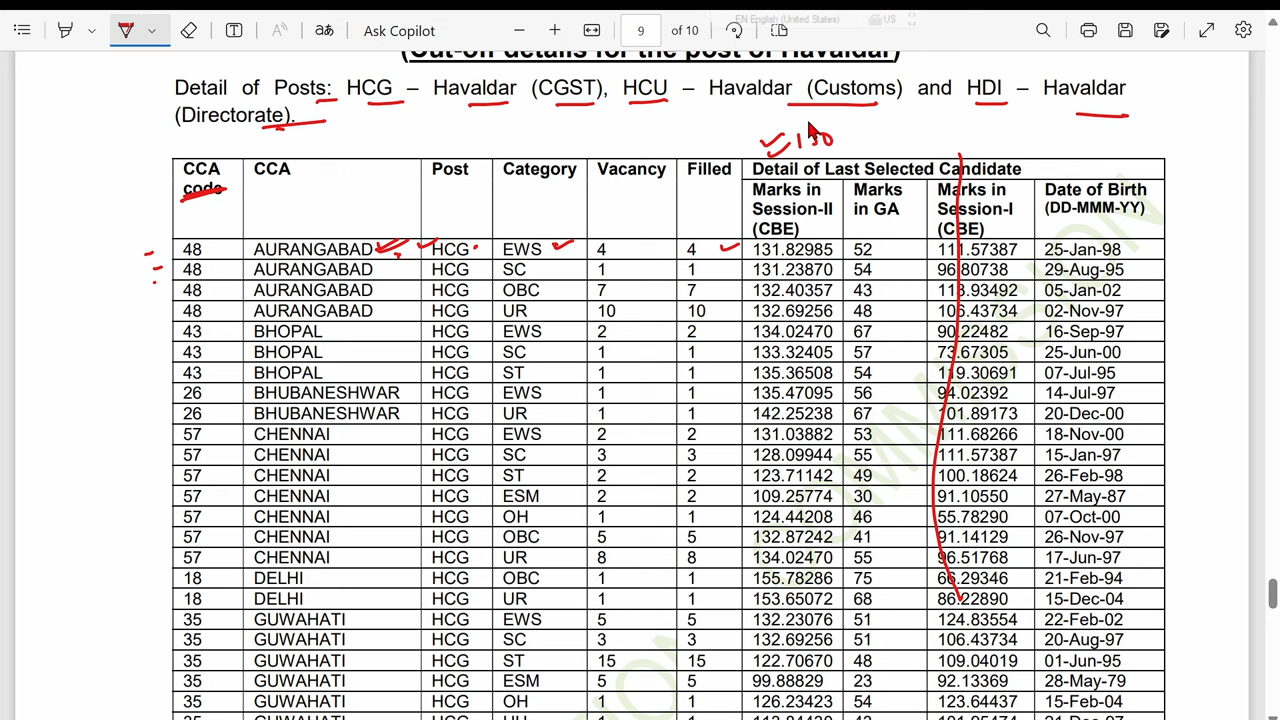 Ask Copilot
9 of 10
EN English (United States) US
(Cut-off details for the post of Havaldar)
Detail of Posts: HCG – Havaldar (CGST), HCU – Havaldar (Customs) and HDI – Havaldar
(Directorate).
130
CCA code CCA Post Category Vacancy Filled Detail of Last Selected Candidate
Marks in Session-II (CBE) Marks in GA Marks in Session-I (CBE) Date of Birth (DD-MMM-YY)
48 AURANGABAD HCG EWS 4 4 131.82985 52 111.57387 25-Jan-98
48 AURANGABAD HCG SC 1 1 131.23870 54 96.80738 29-Aug-95
48 AURANGABAD HCG OBC 7 7 132.40357 43 113.93492 05-Jan-02
48 AURANGABAD HCG UR 10 10 132.69256 48 106.43734 02-Nov-97
43 BHOPAL HCG EWS 2 2 134.02470 67 90.22482 16-Sep-97
43 BHOPAL HCG SC 1 1 133.32405 57 73.67305 25-Jun-00
43 BHOPAL HCG ST 1 1 135.36508 54 119.30691 07-Jul-95
26 BHUBANESHWAR HCG EWS 1 1 135.47095 56 94.02392 14-Jul-97
26 BHUBANESHWAR HCG UR 1 1 142.25238 67 101.89173 20-Dec-00
57 CHENNAI HCG EWS 2 2 131.03882 53 111.68266 18-Nov-00
57 CHENNAI HCG SC 3 3 128.09944 55 111.57387 15-Jan-97
57 CHENNAI HCG ST 2 2 123.71142 49 100.18624 26-Feb-98
57 CHENNAI HCG ESM 2 2 109.25774 30 91.10550 27-May-87
57 CHENNAI HCG OH 1 1 124.44208 46 55.78290 07-Oct-00
57 CHENNAI HCG OBC 5 5 132.87242 41 91.14129 26-Nov-97
57 CHENNAI HCG UR 8 8 134.02470 55 96.51768 17-Jun-97
18 DELHI HCG OBC 1 1 155.78286 75 66.29346 21-Feb-94
18 DELHI HCG UR 1 1 153.65072 68 86.22890 15-Dec-04
35 GUWAHATI HCG EWS 5 5 132.23076 51 124.83554 22-Feb-02
35 GUWAHATI HCG SC 3 3 132.69256 51 106.43734 20-Aug-97
35 GUWAHATI HCG ST 15 15 122.70670 48 109.04019 01-Jun-95
35 GUWAHATI HCG ESM 5 5 99.88829 23 92.13369 28-May-79
35 GUWAHATI HCG OH 1 1 126.23423 54 123.64437 15-Feb-04